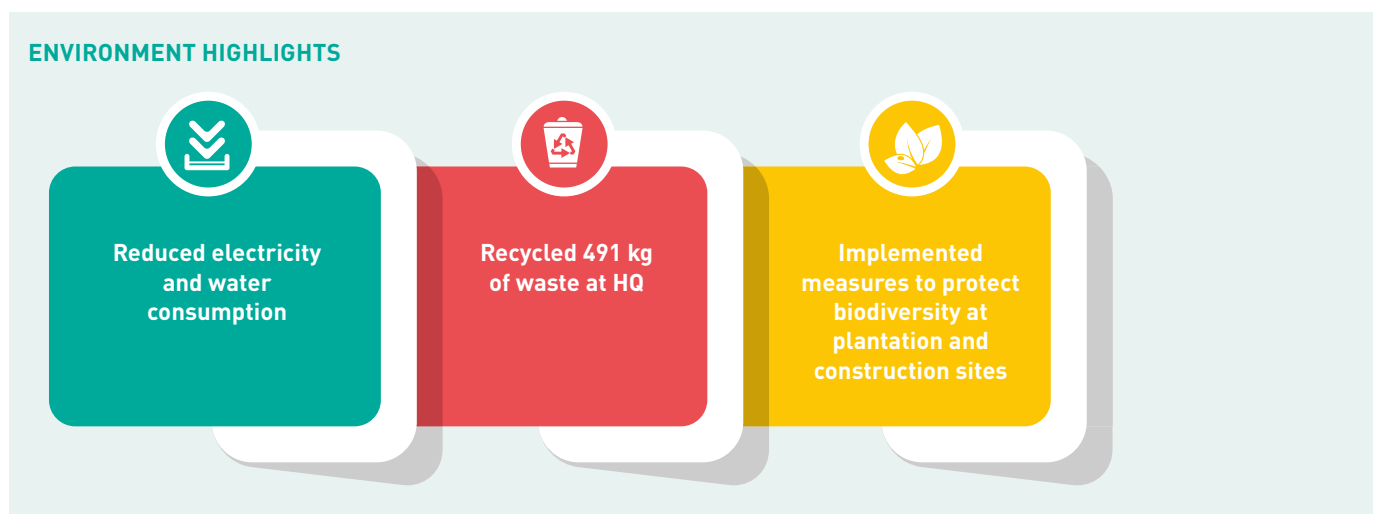 ENVIRONMENT HIGHLIGHTS
Reduced electricity
and water
consumption
Recycled 491 kg
of waste at HQ
Implemented
measures to protect
biodiversity at
plantation and
construction sites